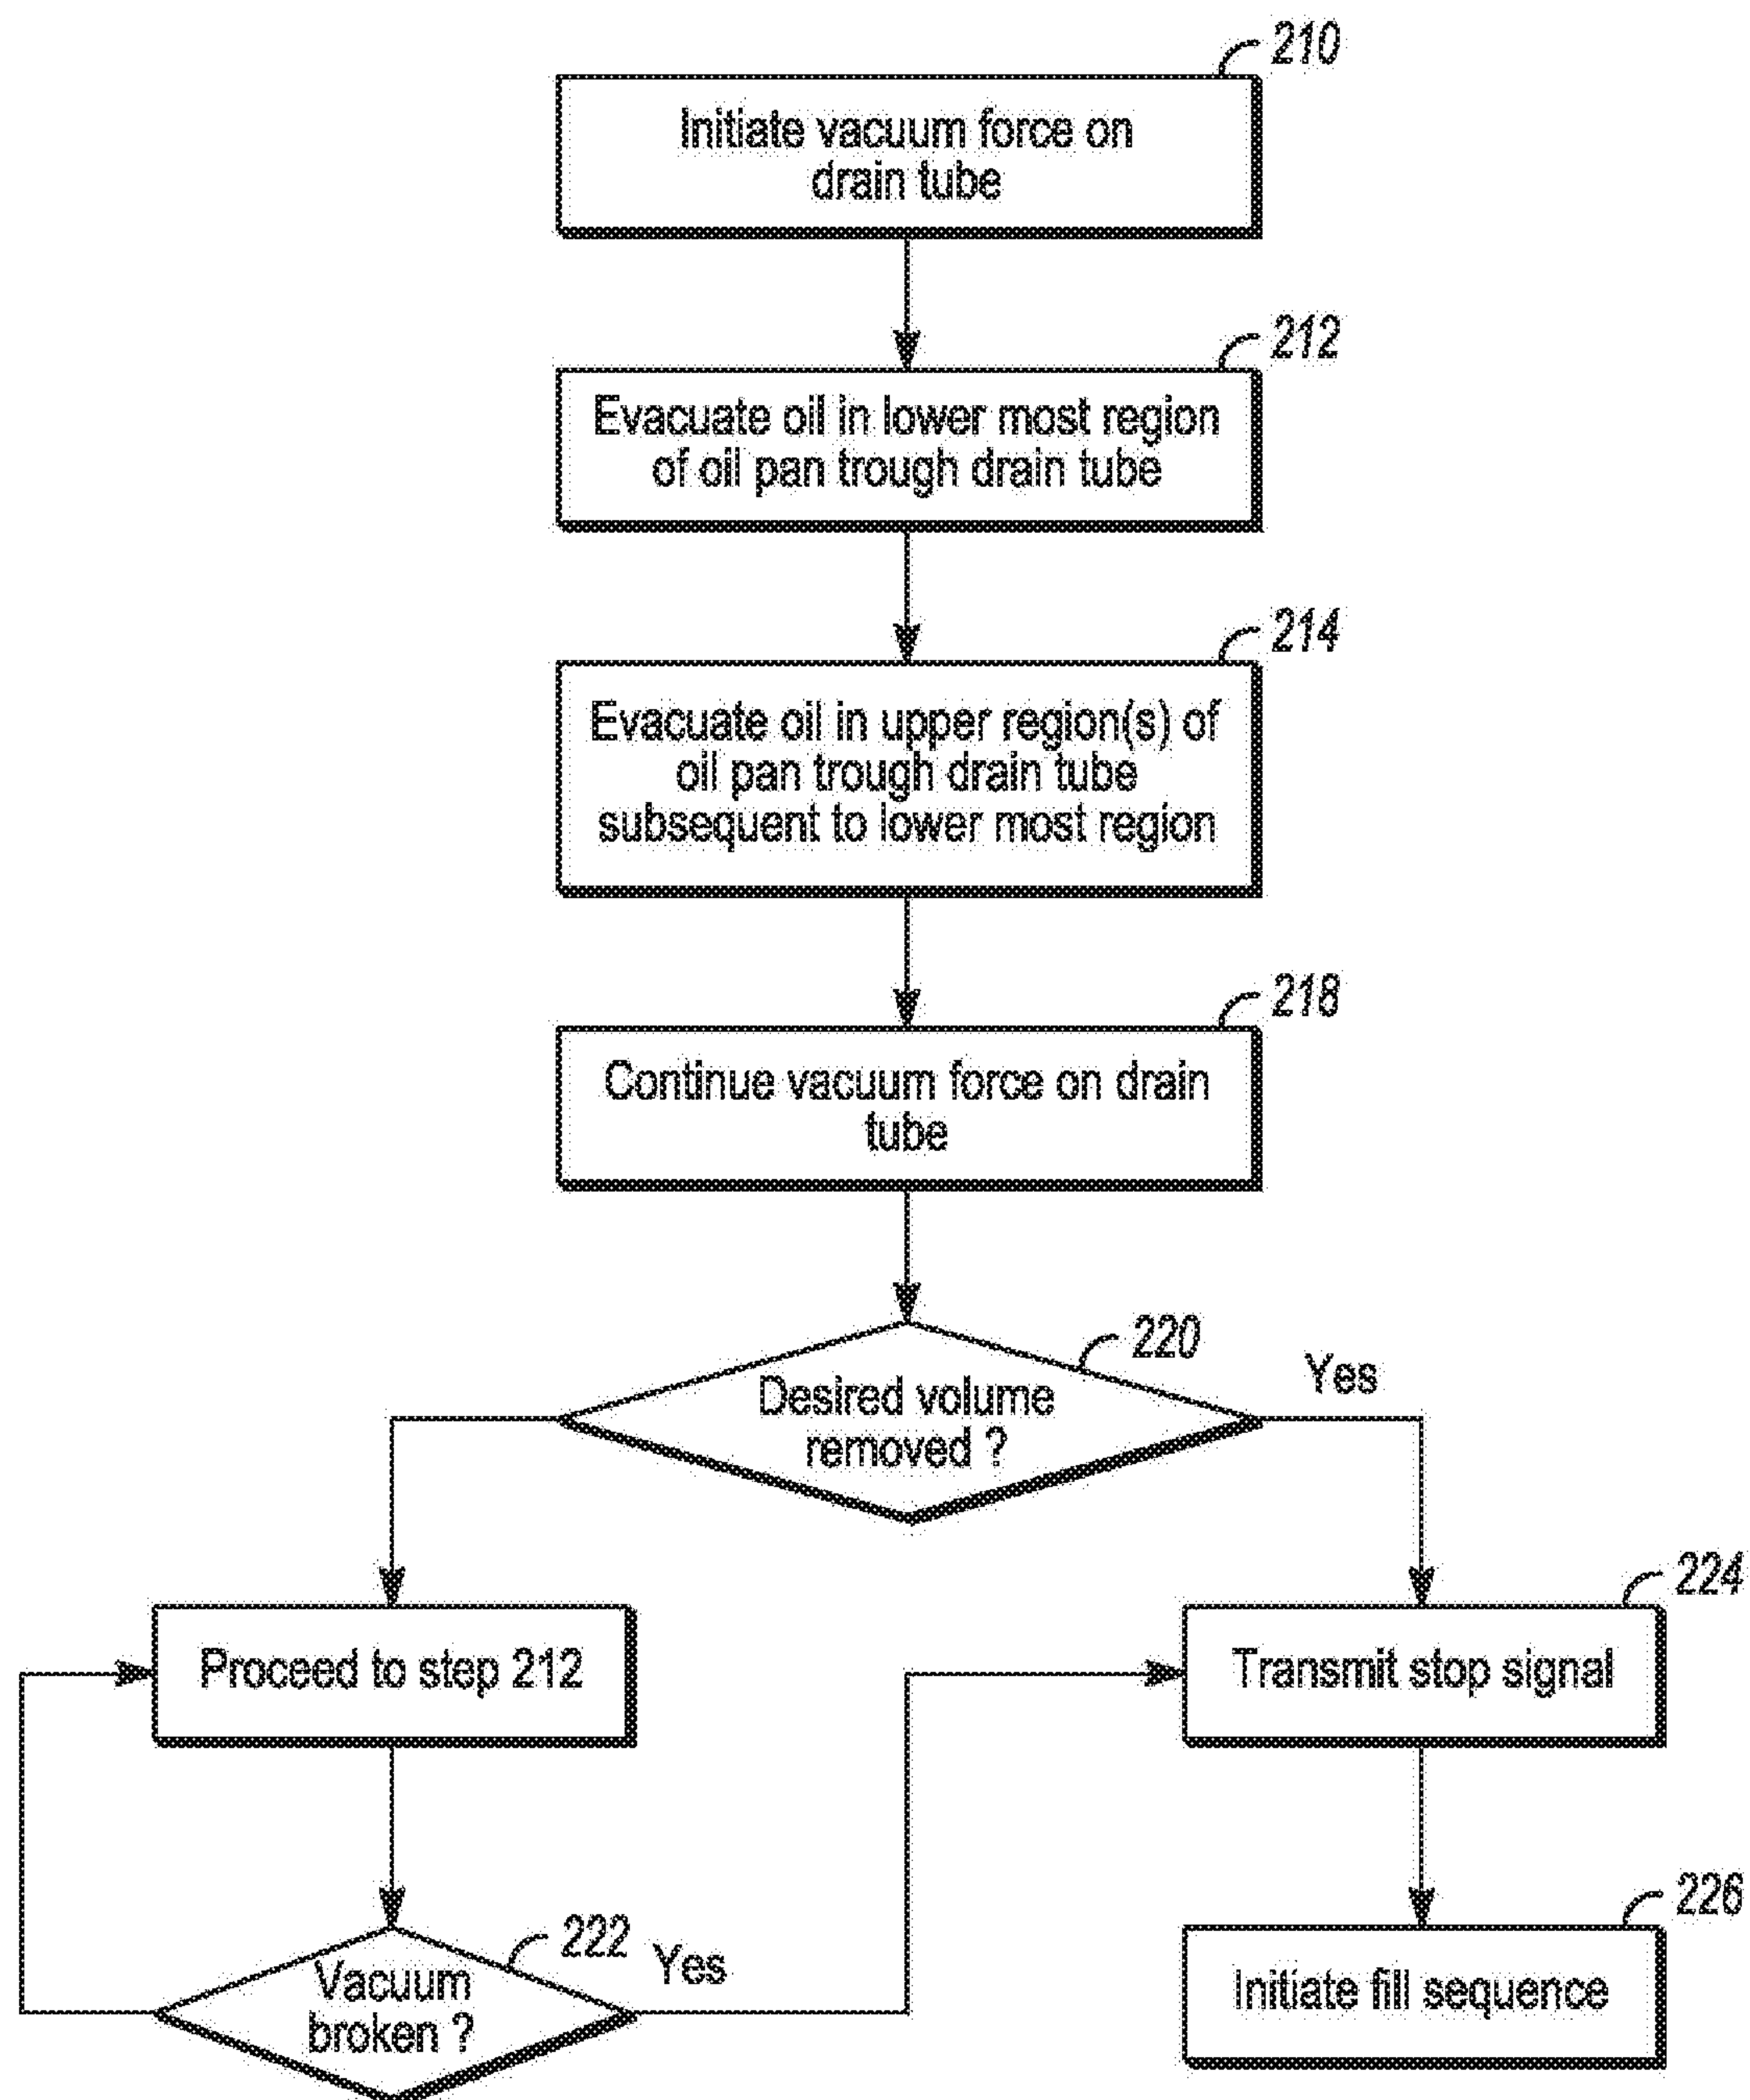 210
Initiate vacuum force on
drain tube
212
Evacuate oil in lower most region
of oil pan trough drain tube
214
Evacuate oil in upper region(s) of
oil pan trough drain tube
subsequent to lower most region
218
Continue vacuum force on drain
tube
220
Desired volume
removed ?
Yes
Proceed to step 212
224
Transmit stop signal
222
Yes
Vacuum
broken ?
226
Initiate fill sequence